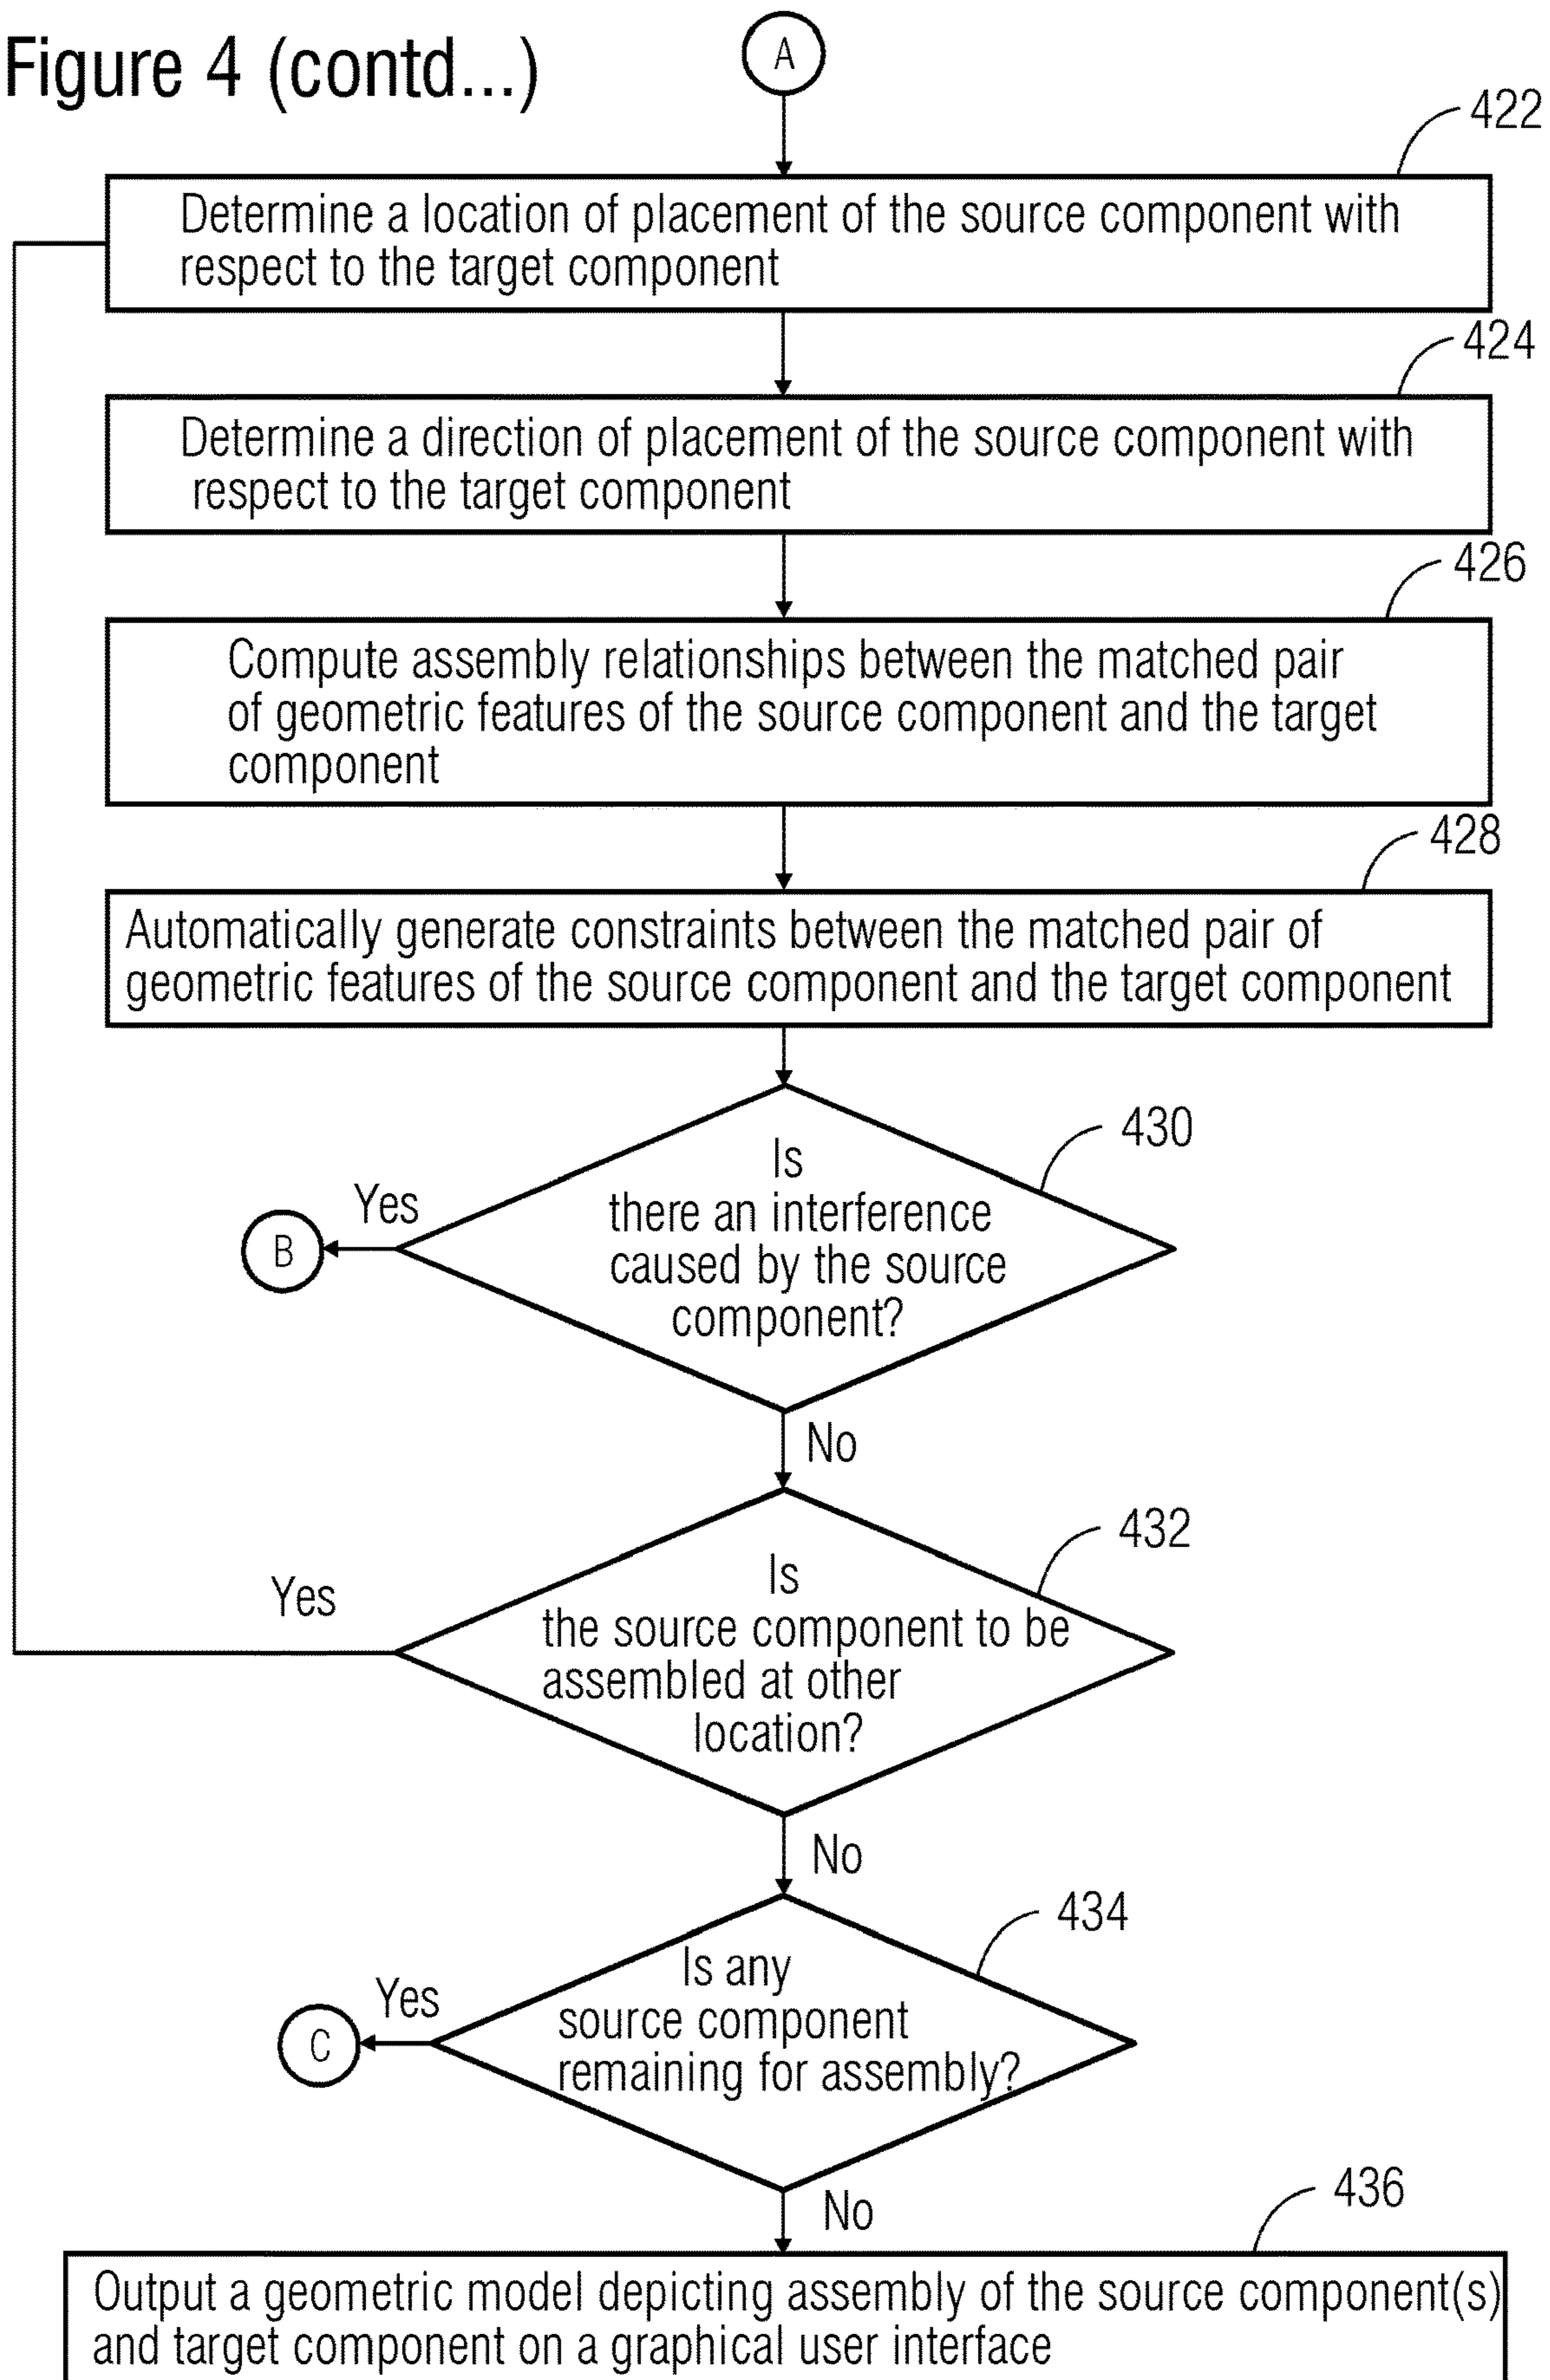 Figure 4 (contd...)
A
422
Determine a location of placement of the source component with
respect to the target component
424
Determine a direction of placement of the source component with
respect to the target component
426
Compute assembly relationships between the matched pair
of geometric features of the source component and the target
component
428
Automatically generate constraints between the matched pair of
geometric features of the source component and the target component
430
Is
there an interference
caused by the source
component?
Yes
B
No
432
Is
the source component to be
assembled at other
location?
Yes
No
434
Is any
source component
remaining for assembly?
Yes
C
No
436
Output a geometric model depicting assembly of the source component(s)
and target component on a graphical user interface